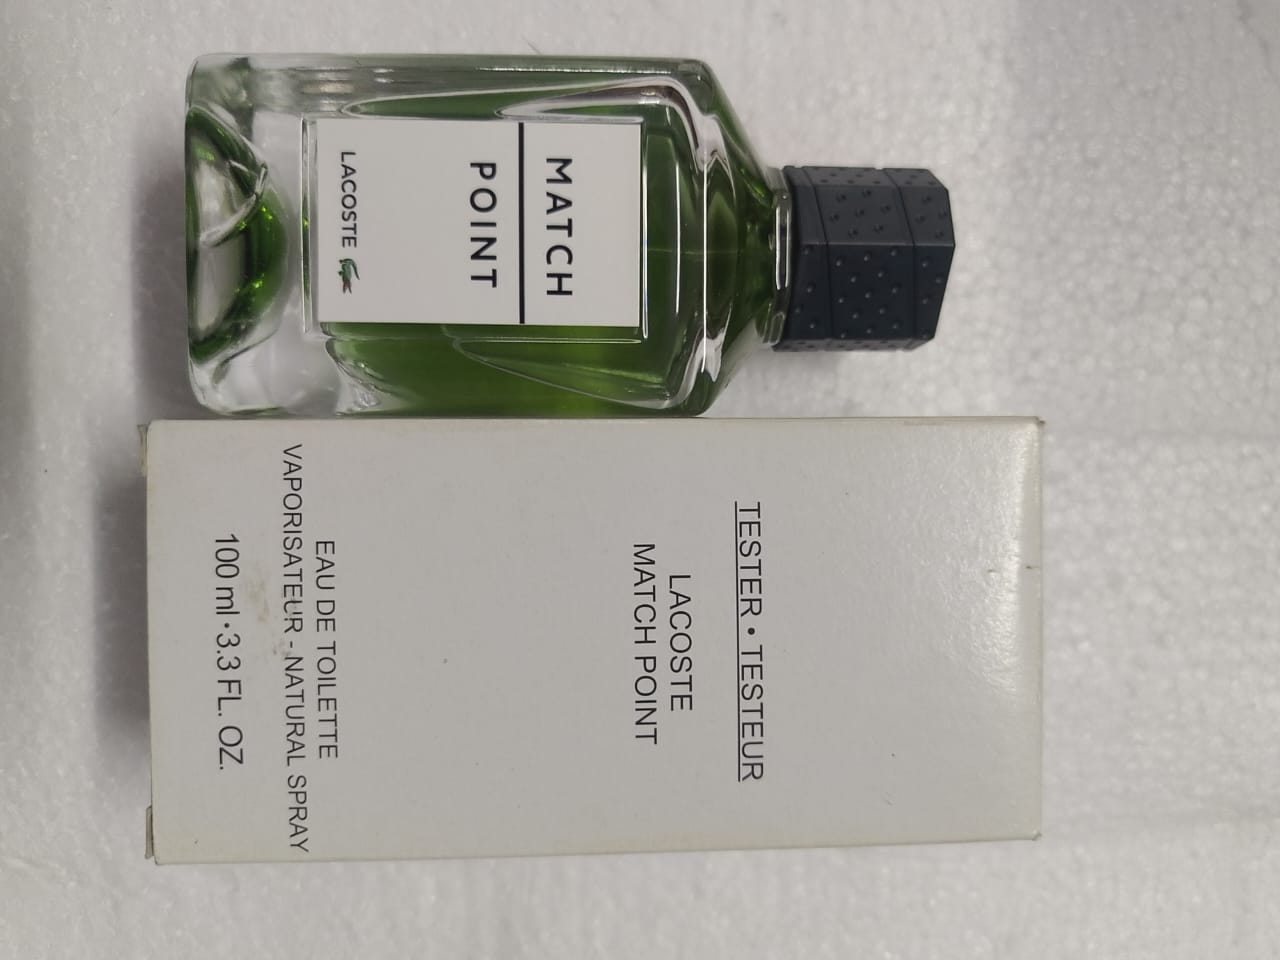 MATCH
POINT
LACOSTE
TESTER • TESTEUR
LACOSTE
MATCH POINT
EAU DE TOILETTE
VAPORISATEUR - NATURAL SPRAY
100 ml • 3.3 FL. OZ.